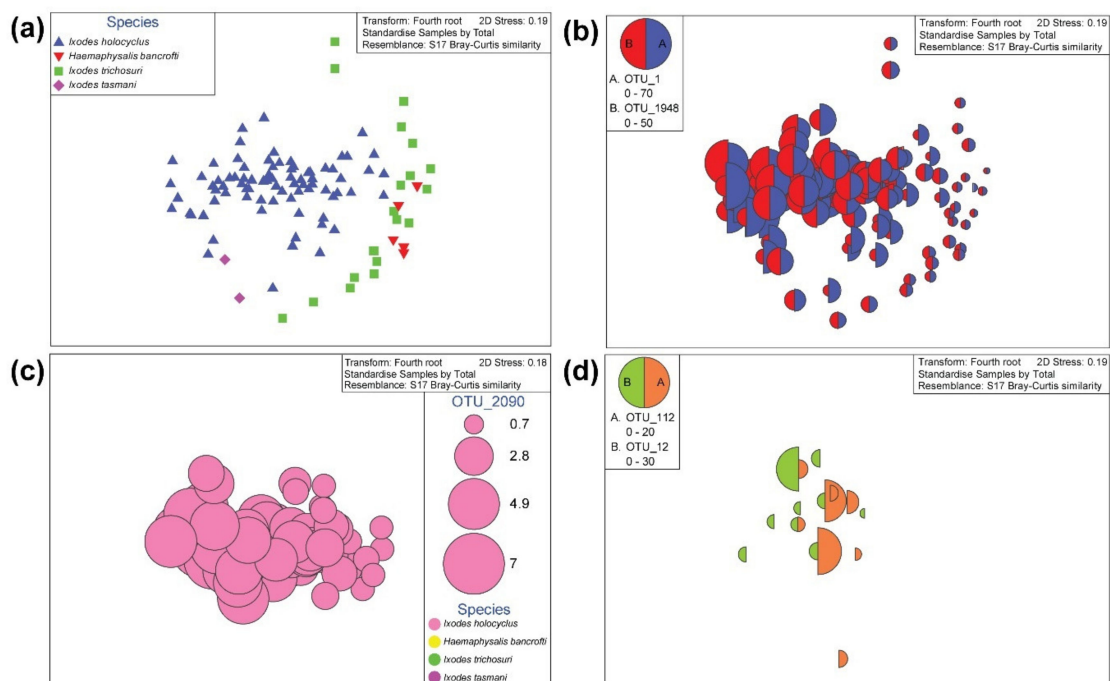 (a)
Species
Ixodes holocyclus
Haemaphysalis bancrofti
Ixodes trichosuri
Ixodes tasmani
Transform: Fourth root 2D Stress: 0.19
Standardise Samples by Total
Resemblance: S17 Bray-Curtis similarity
(b)
B A
A. OTU_1
0 - 70
B. OTU_1948
0 - 50
Transform: Fourth root 2D Stress: 0.19
Standardise Samples by Total
Resemblance: S17 Bray-Curtis similarity
(c)
Transform: Fourth root 2D Stress: 0.18
Standardise Samples by Total
Resemblance: S17 Bray-Curtis similarity
OTU_2090
0.7
2.8
4.9
7
Species
Ixodes holocyclus
Haemaphysalis bancrofti
Ixodes trichosuri
Ixodes tasmani
(d)
B A
A. OTU_112
0 - 20
B. OTU_12
0 - 30
Transform: Fourth root 2D Stress: 0.19
Standardise Samples by Total
Resemblance: S17 Bray-Curtis similarity